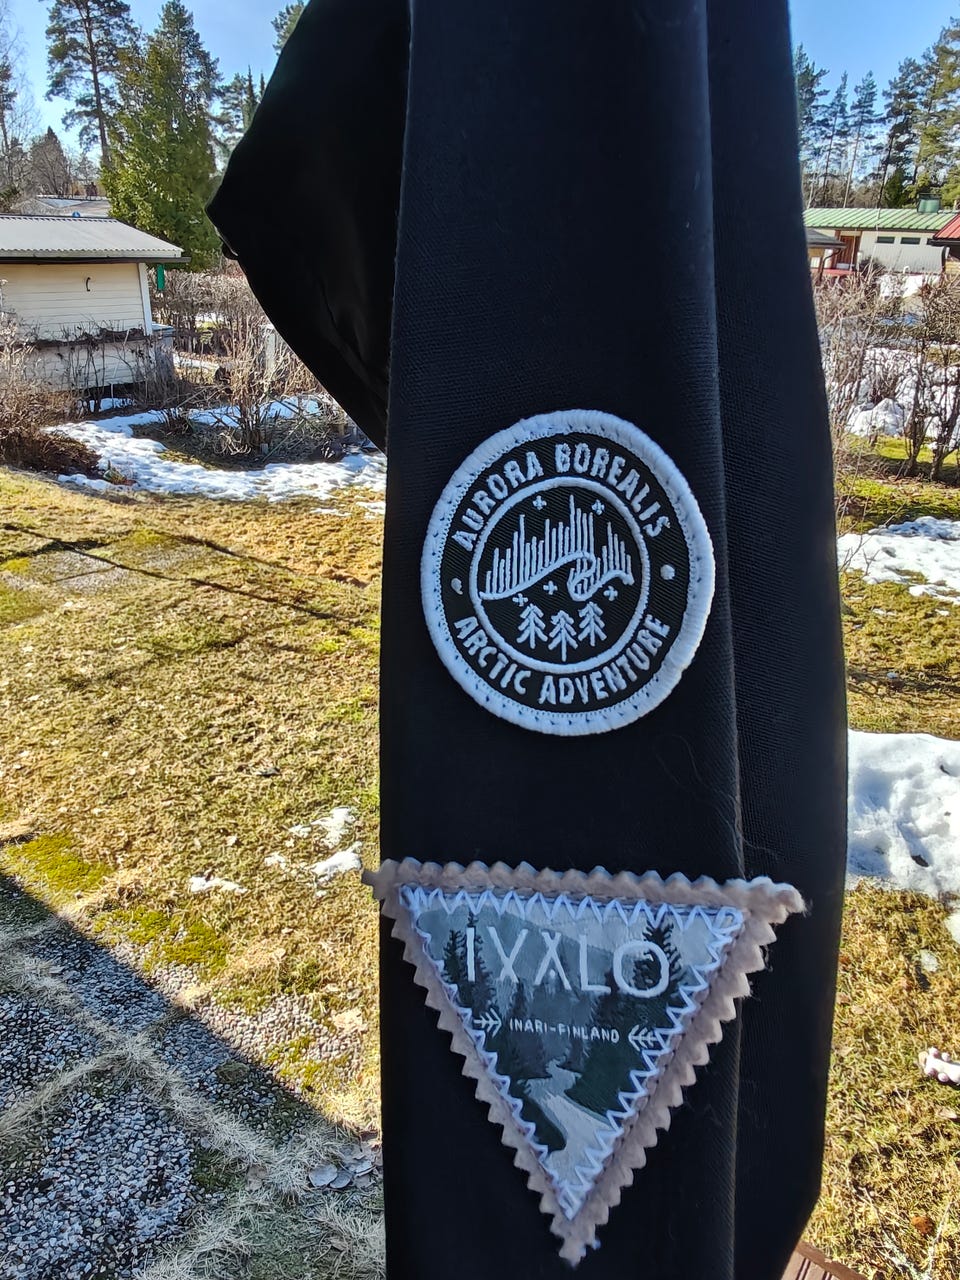 AURORA BOREALIS
ARCTIC ADVENTURE
IVALO
INARI-FINLAND